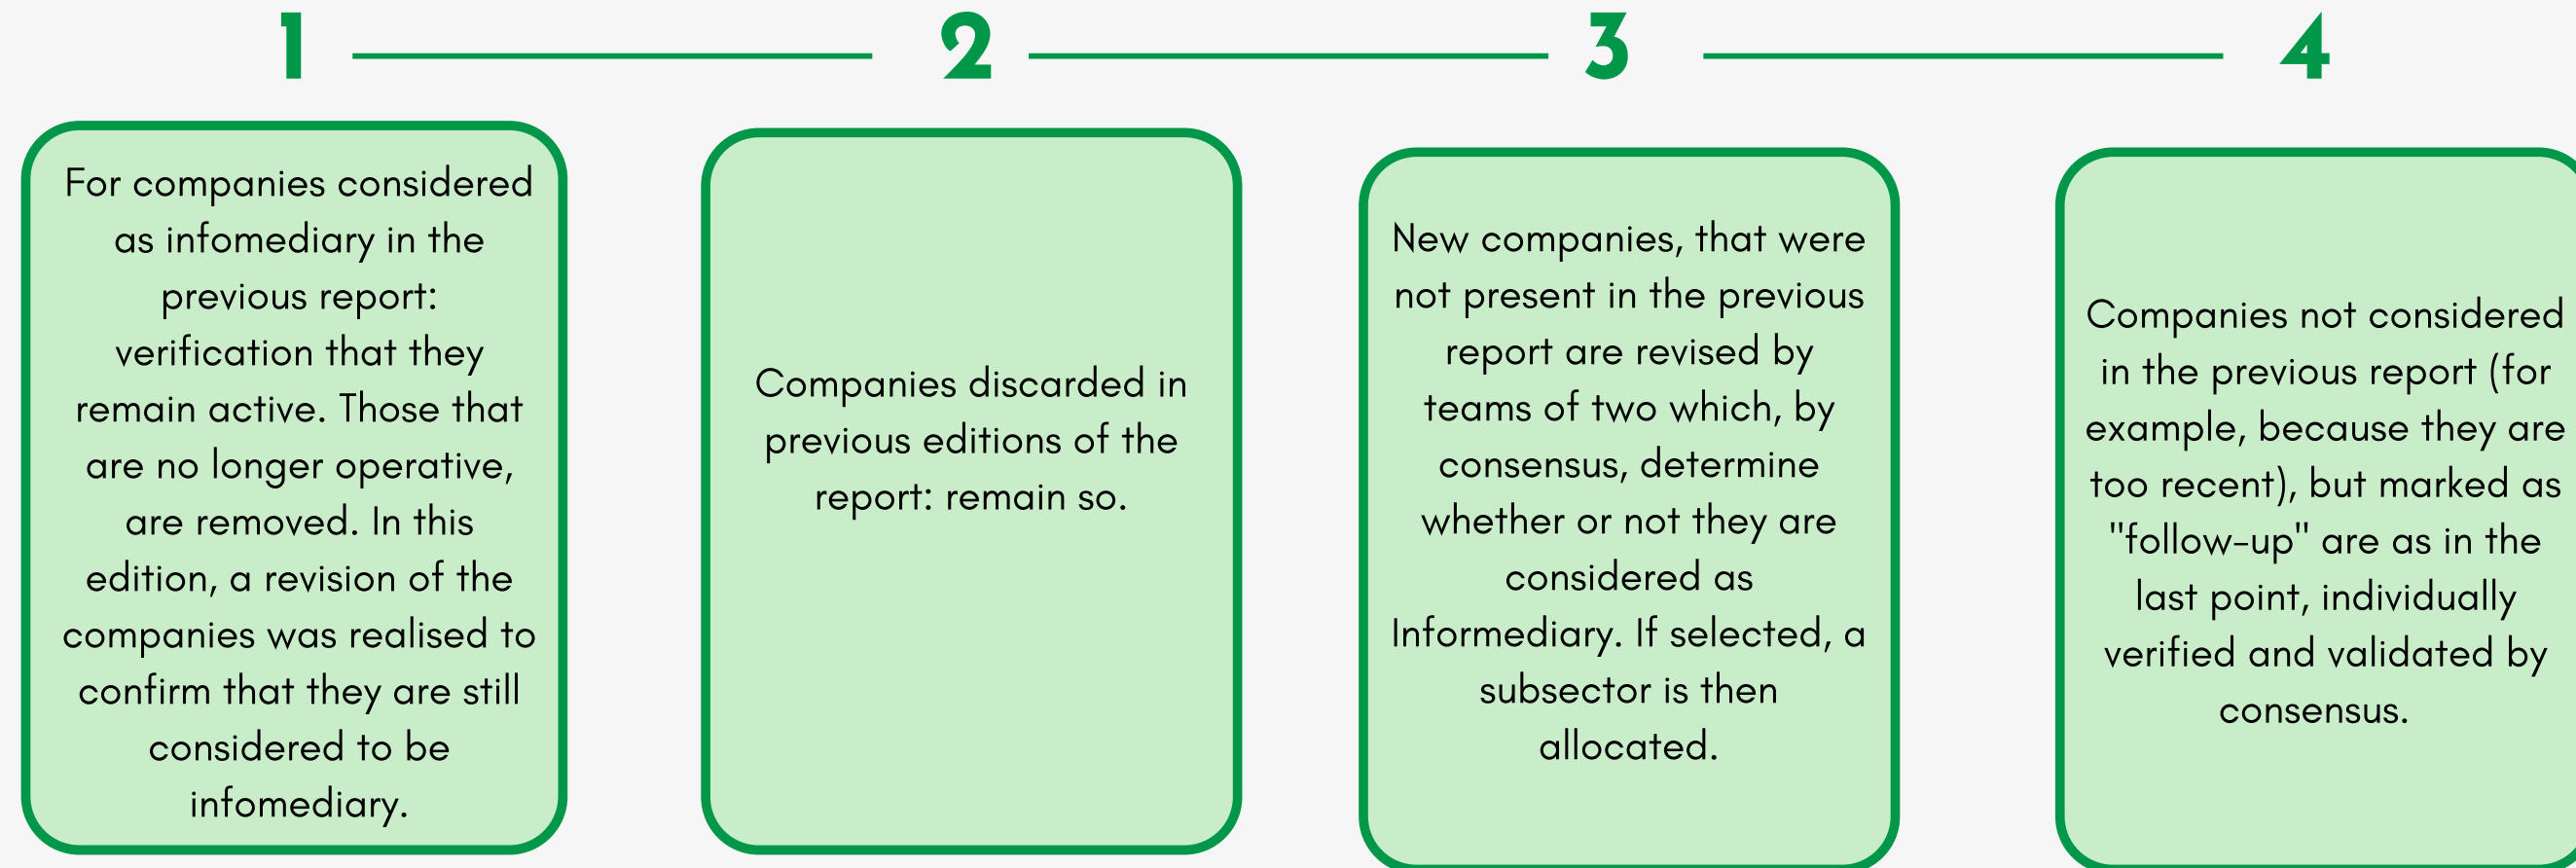 1
2
3
4
For companies considered
as infomediary in the
previous report:
verification that they
remain active. Those that
are no longer operative,
are removed. In this
edition, a revision of the
companies was realised to
confirm that they are still
considered to be
infomediary.
Companies discarded in
previous editions of the
report: remain so.
New companies, that were
not present in the previous
report are revised by
teams of two which, by
consensus, determine
whether or not they are
considered as
Informediary. If selected, a
subsector is then
allocated.
Companies not considered
in the previous report (for
example, because they are
too recent), but marked as
"follow-up" are as in the
last point, individually
verified and validated by
consensus.